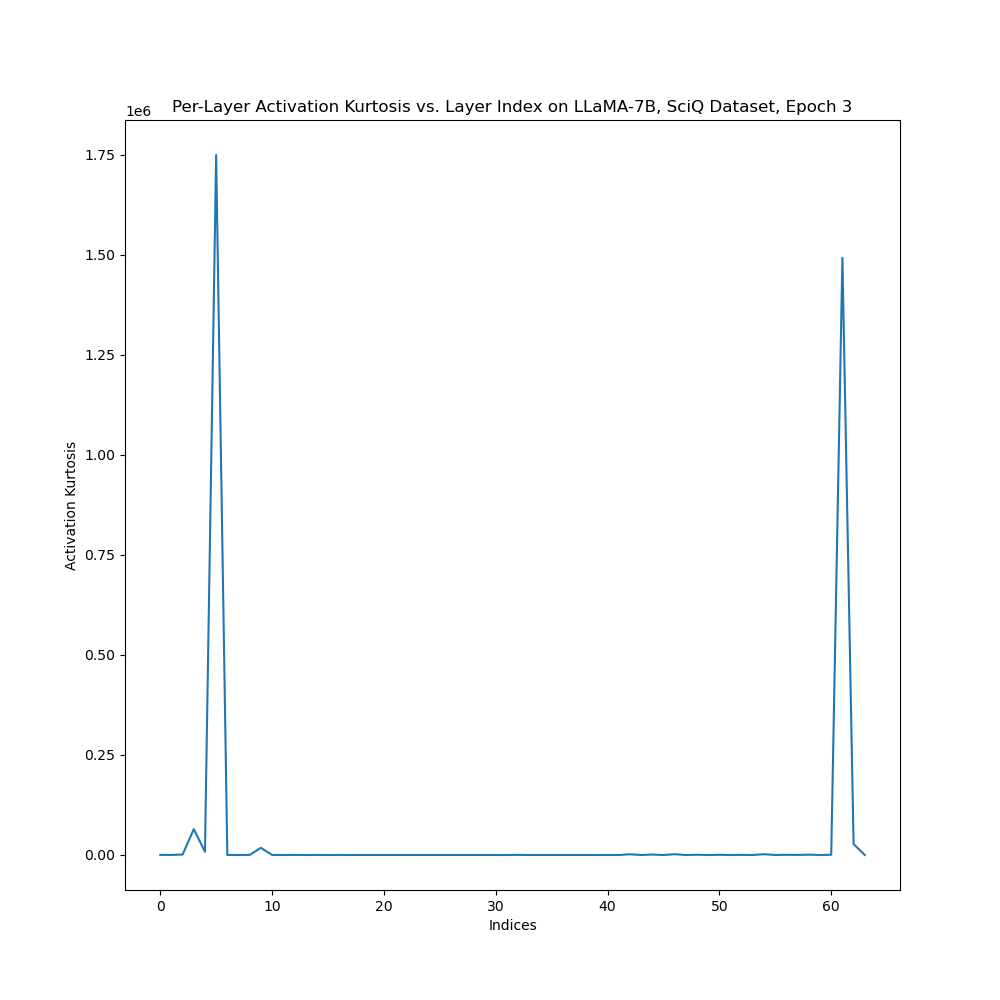 Per-Layer Activation Kurtosis vs. Layer Index on LLaMA-7B, SciQ Dataset, Epoch 3
1e6
1.75
1.50
1.25
1.00
0.75
0.50
0.25
0.00
Activation Kurtosis
0 10 20 30 40 50 60
Indices